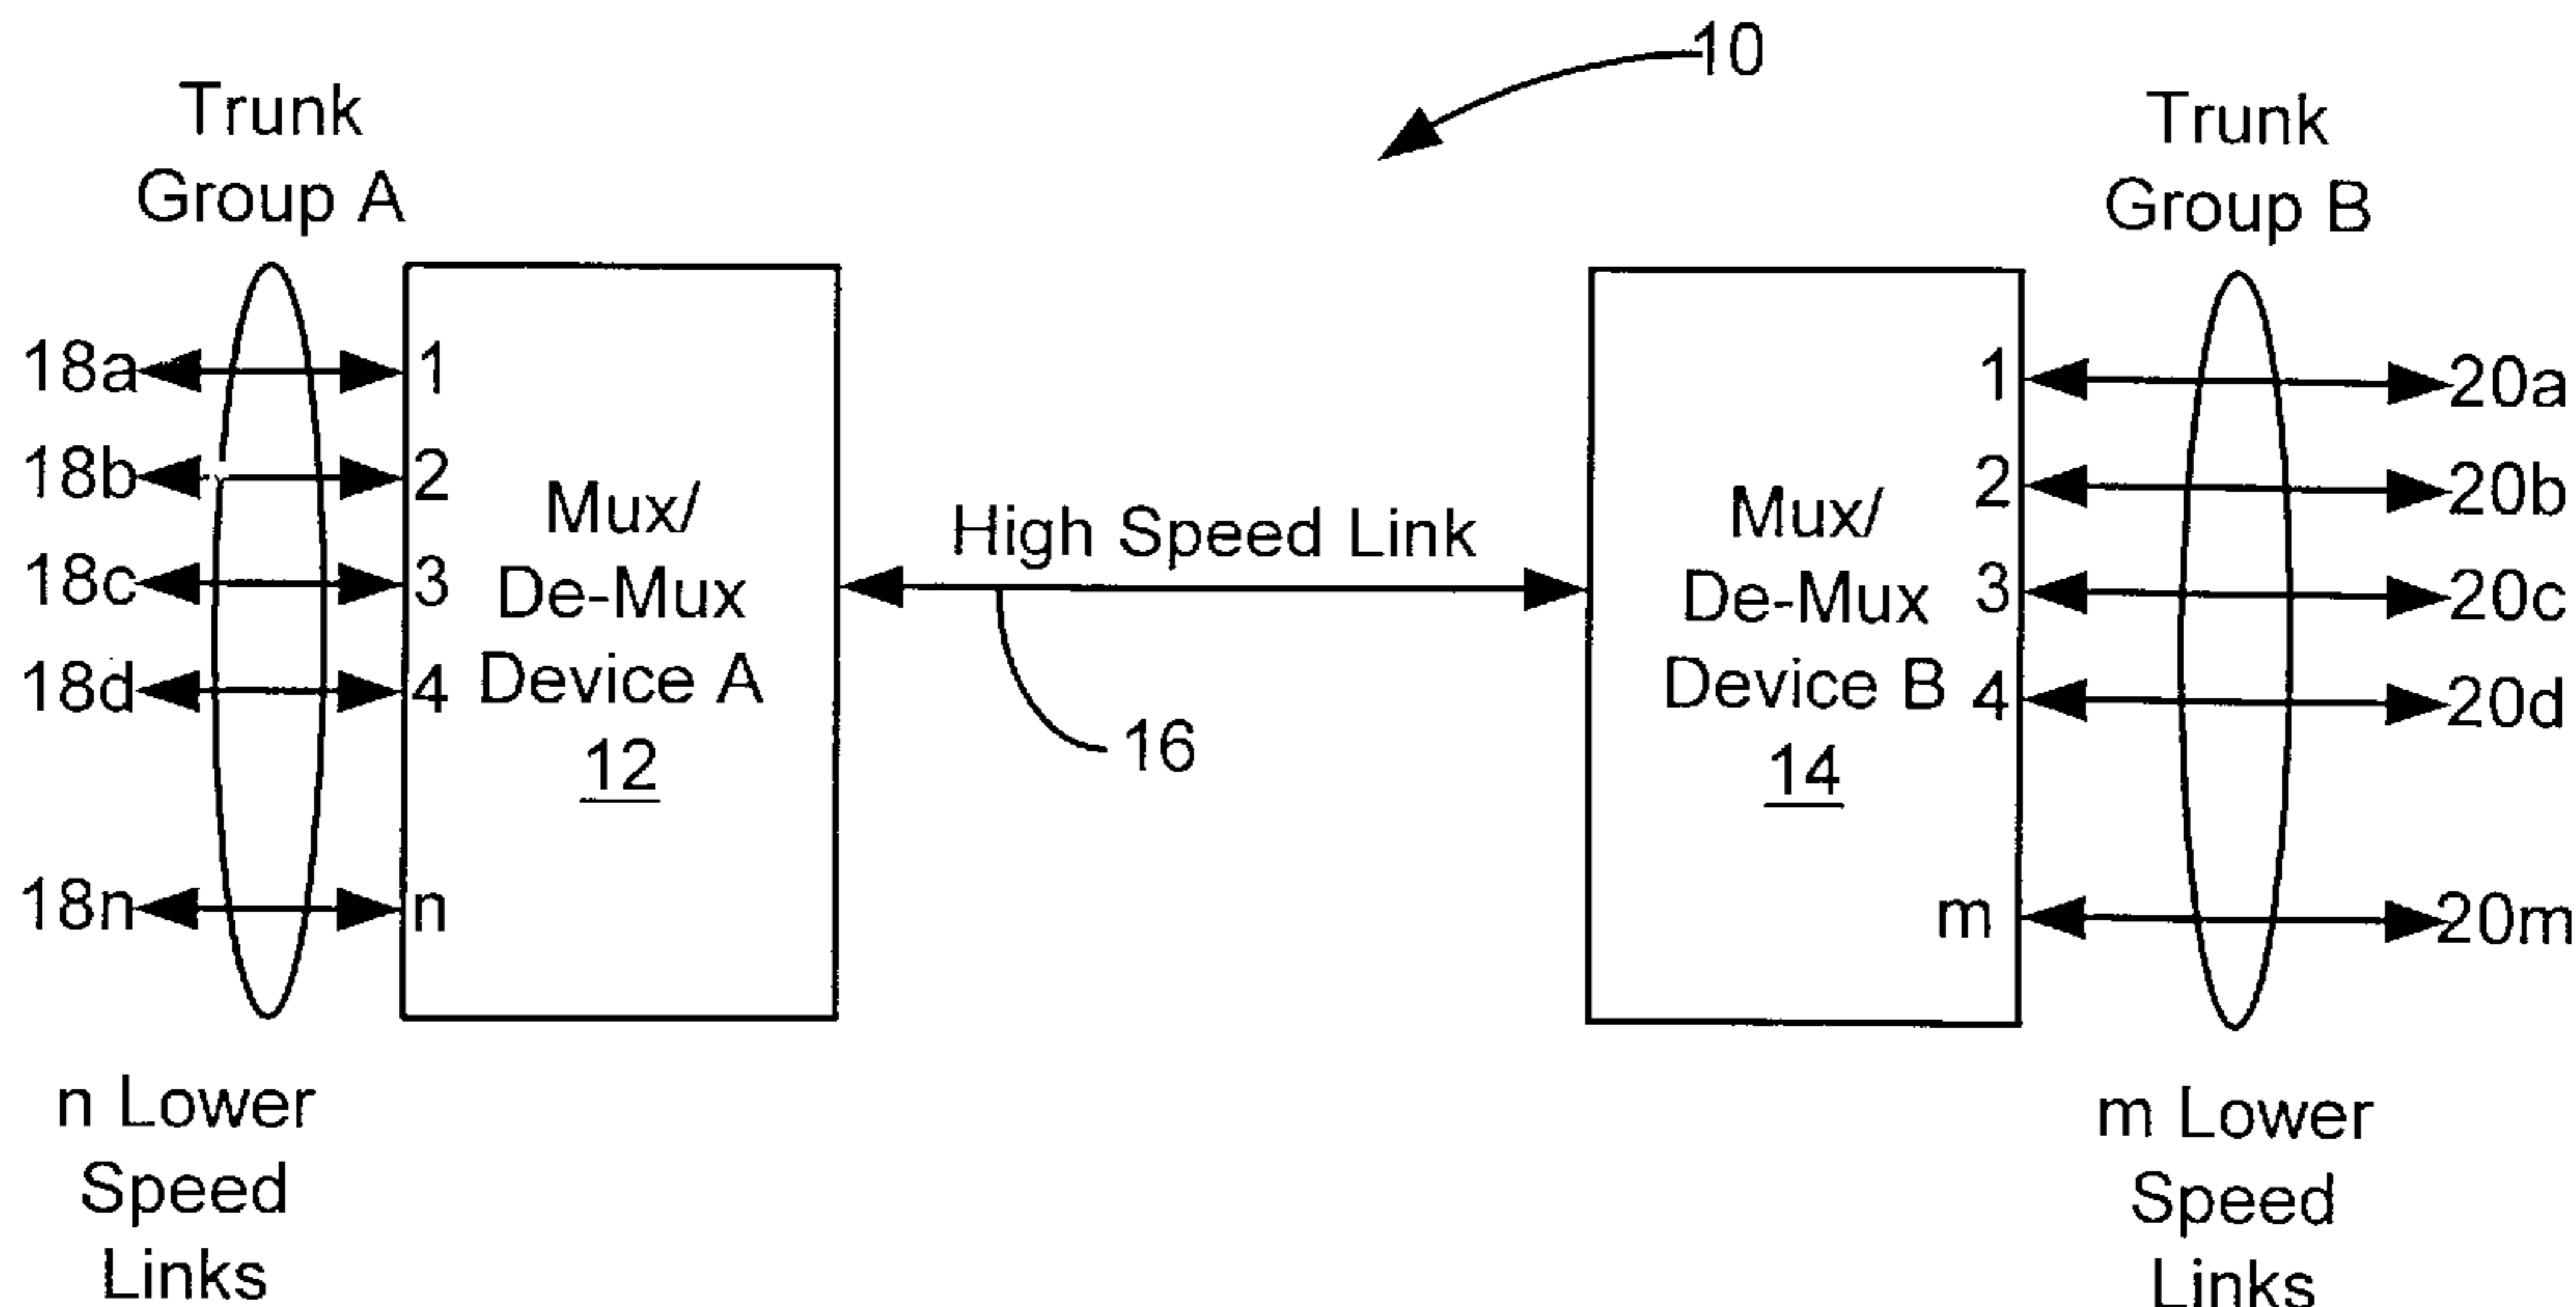 10
Trunk
Group A
Trunk
Group B
18a
1
18b
2
18c
3
18d
4
18n
n
Mux/
De-Mux
Device A
12
High Speed Link
16
Mux/
De-Mux
Device B
14
1
20a
2
20b
3
20c
4
20d
m
20m
n Lower
Speed
Links
m Lower
Speed
Links